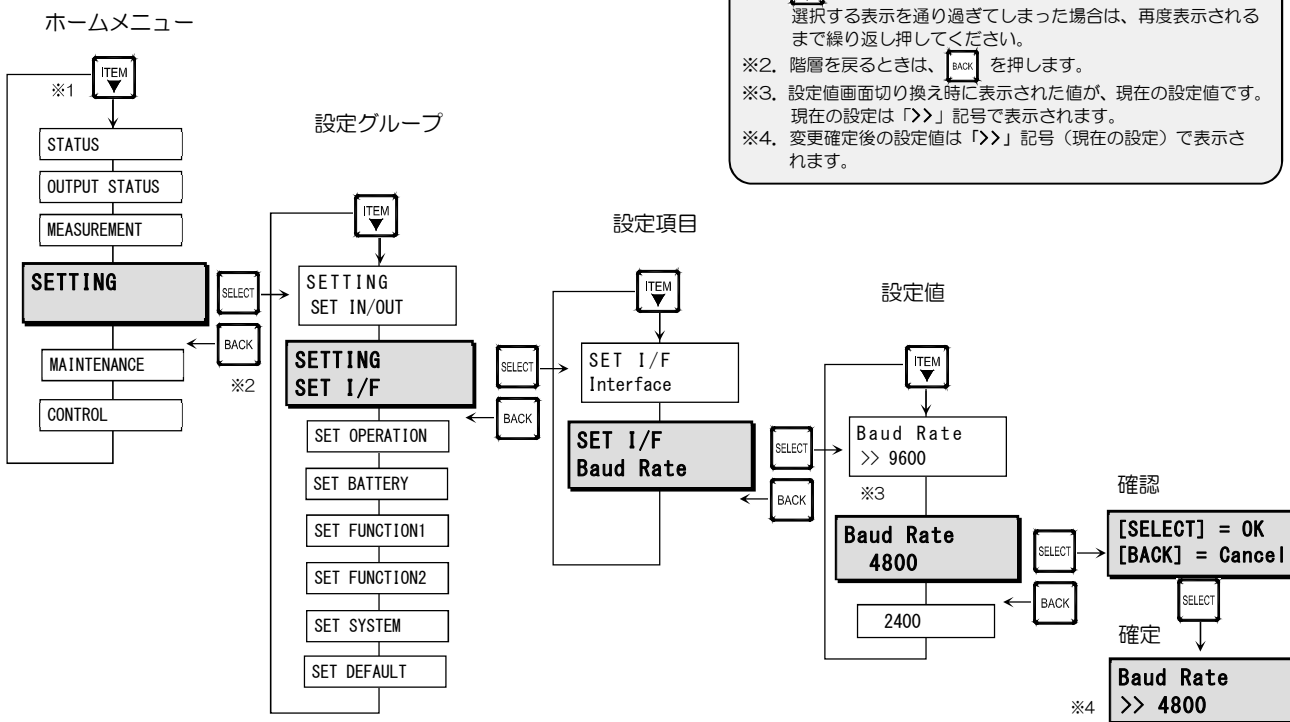 ホームメニュー
ITEM
※1
STATUS
OUTPUT STATUS
MEASUREMENT
SETTING
SELECT
BACK
※2
MAINTENANCE
CONTROL
設定グループ
ITEM
SETTING
SET IN/OUT
SETTING
SET I/F
SELECT
BACK
SET OPERATION
SET BATTERY
SET FUNCTION1
SET FUNCTION2
SET SYSTEM
SET DEFAULT
設定項目
ITEM
SET I/F
Interface
SET I/F
Baud Rate
SELECT
BACK
設定値
ITEM
Baud Rate
>> 9600
※3
Baud Rate
4800
SELECT
BACK
2400
確認
[SELECT] = OK
[BACK] = Cancel
SELECT
確定
Baud Rate
>> 4800
※4
選択する表示を通り過ぎてしまった場合は、再度表示される
まで繰り返し押してください。
※2. 階層を戻るときは、 BACK を押します。
※3. 設定値画面切り換え時に表示された値が、現在の設定値です。
現在の設定は「>>」記号で表示されます。
※4. 変更確定後の設定値は「>>」記号（現在の設定）で表示さ
れます。